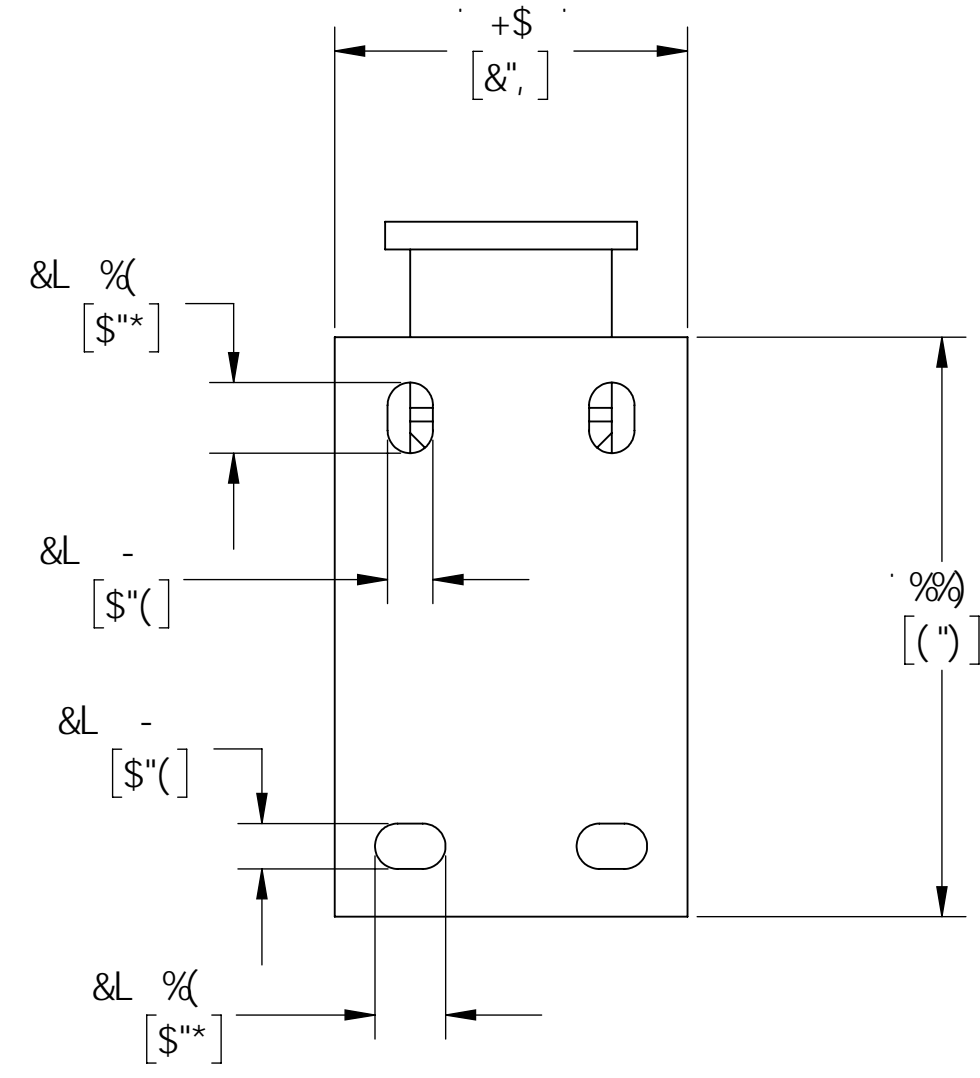 +$
[&", ]
&L %(
[$"*]
&L -
[$"(]
%%)
[(")]
&L -
[$"(]
&L %(
[$"*]